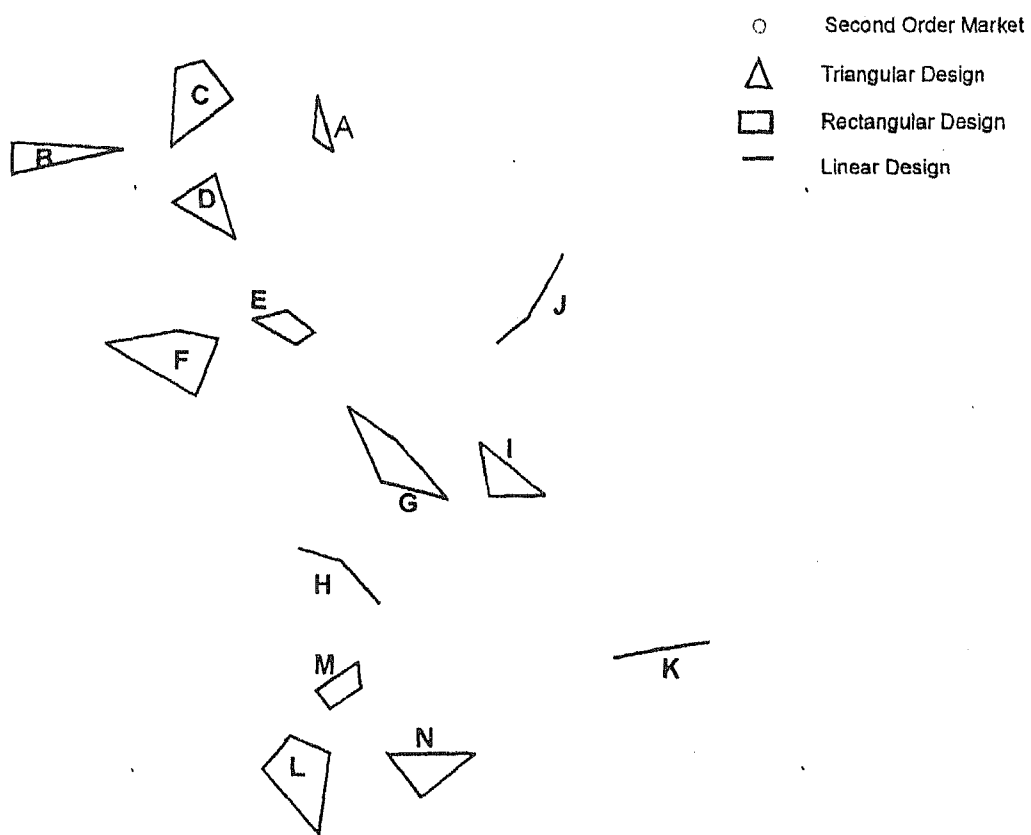 Second Order Market
Triangular Design
Rectangular Design
Linear Design
C
A
B
D
E
J
F
I
G
H
M
K
N
L